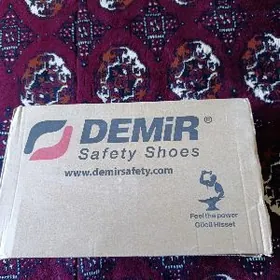 DEMiR®
Safety Shoes
www.demirsafety.com
Feel the power
Gücü Hisset